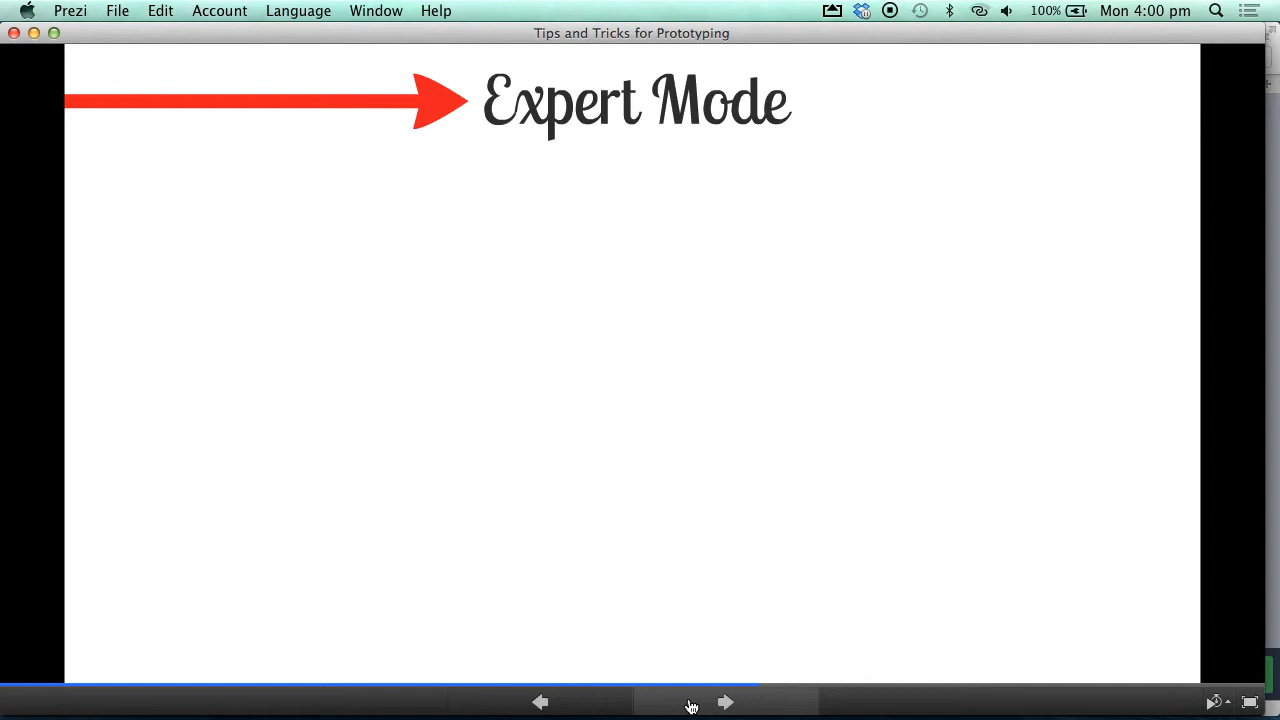 Prezi File Edit Account Language Window Help 100% Mon 4:00 pm
Tips and Tricks for Prototyping
Expert Mode